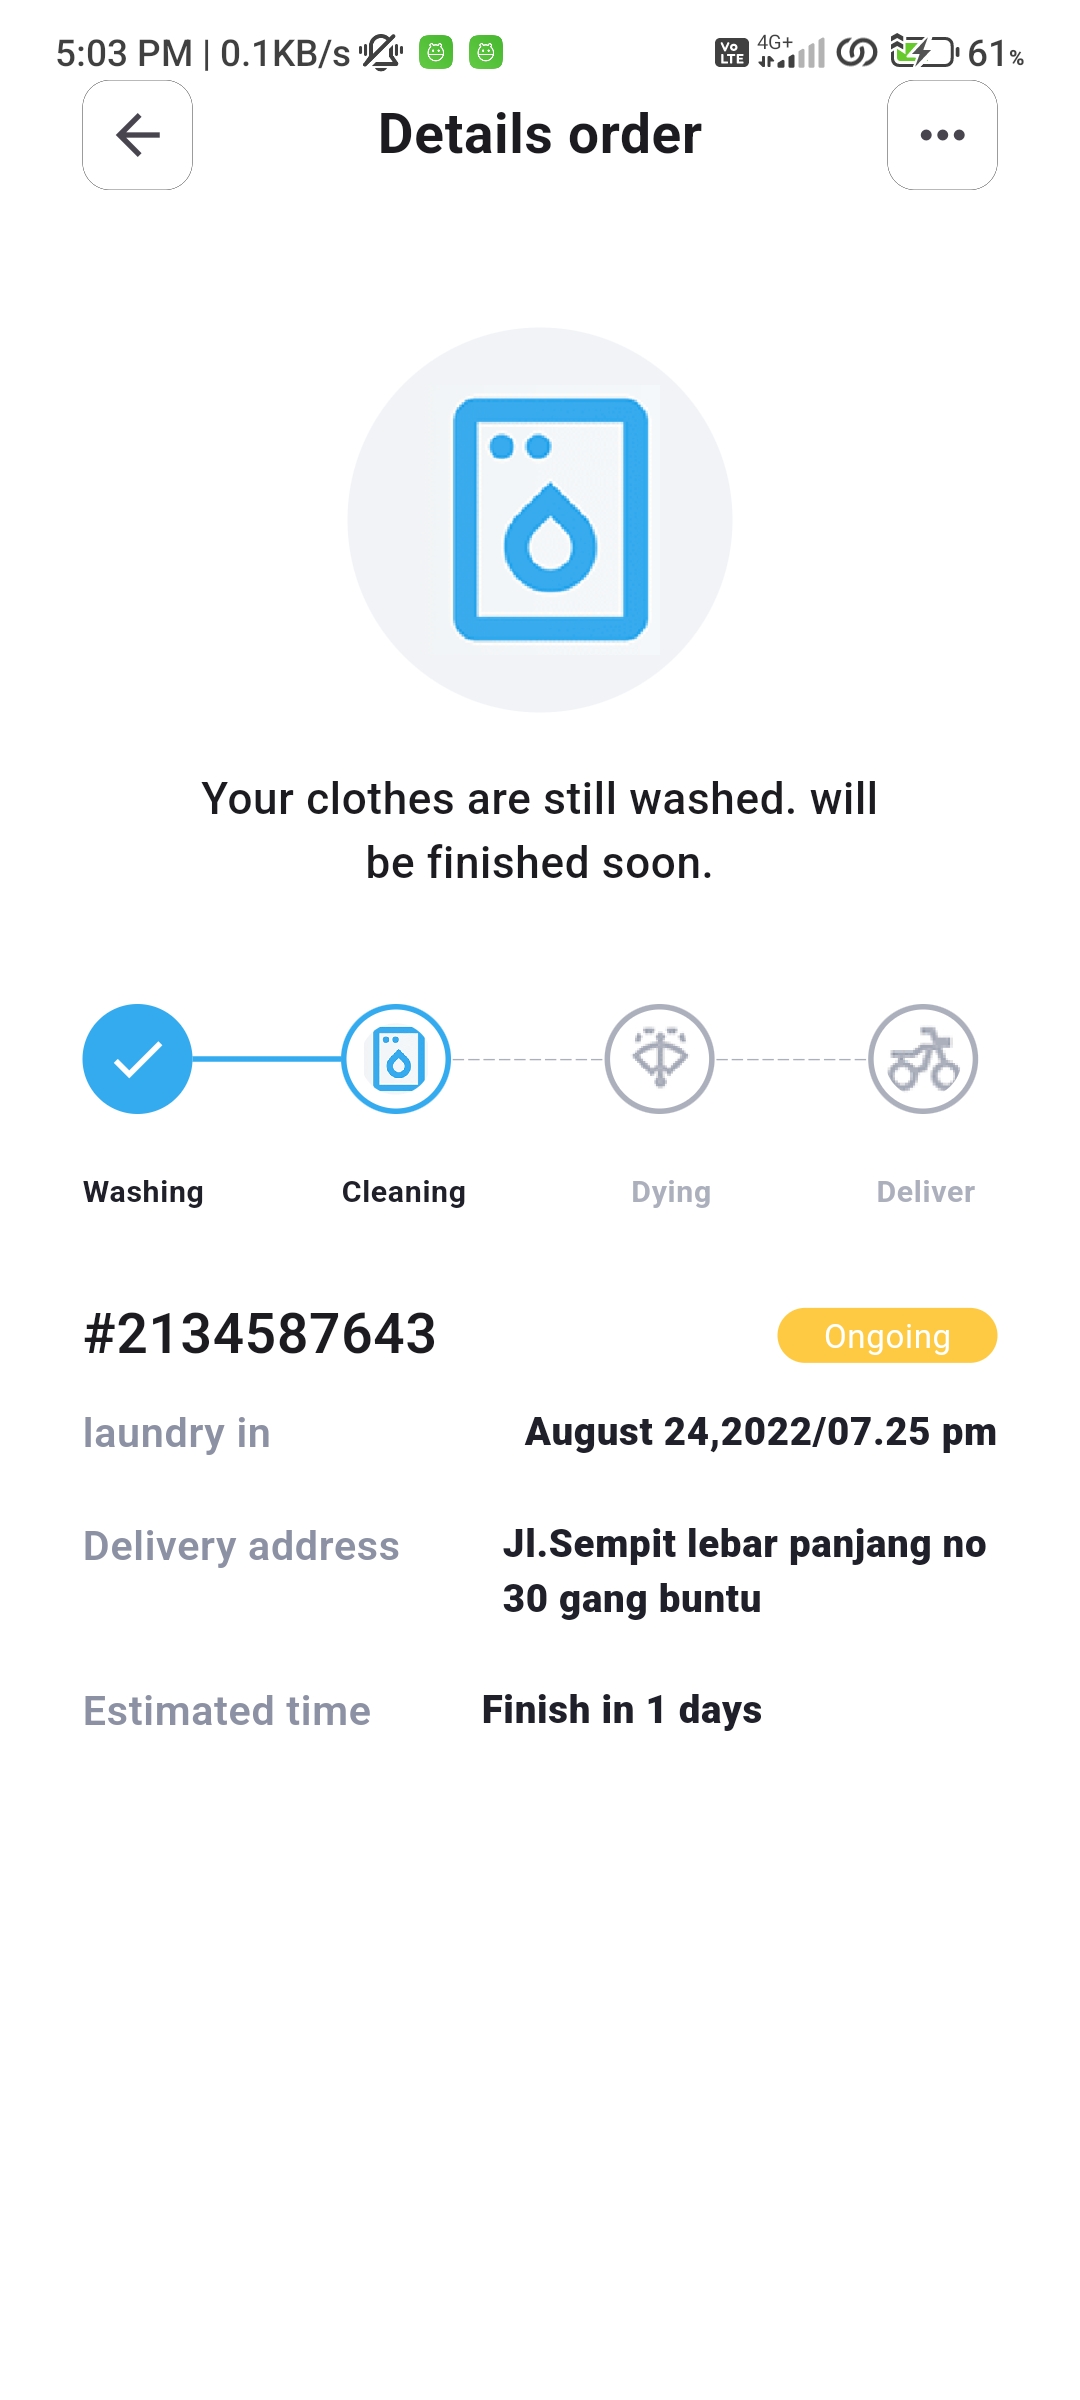 5:03 PM | 0.1KB/s Vo LTE 4G+ 61%
Details order
Your clothes are still washed. will
be finished soon.
Washing Cleaning Dying Deliver
#2134587643 Ongoing
laundry in August 24,2022/07.25 pm
Delivery address Jl.Sempit lebar panjang no
30 gang buntu
Estimated time Finish in 1 days